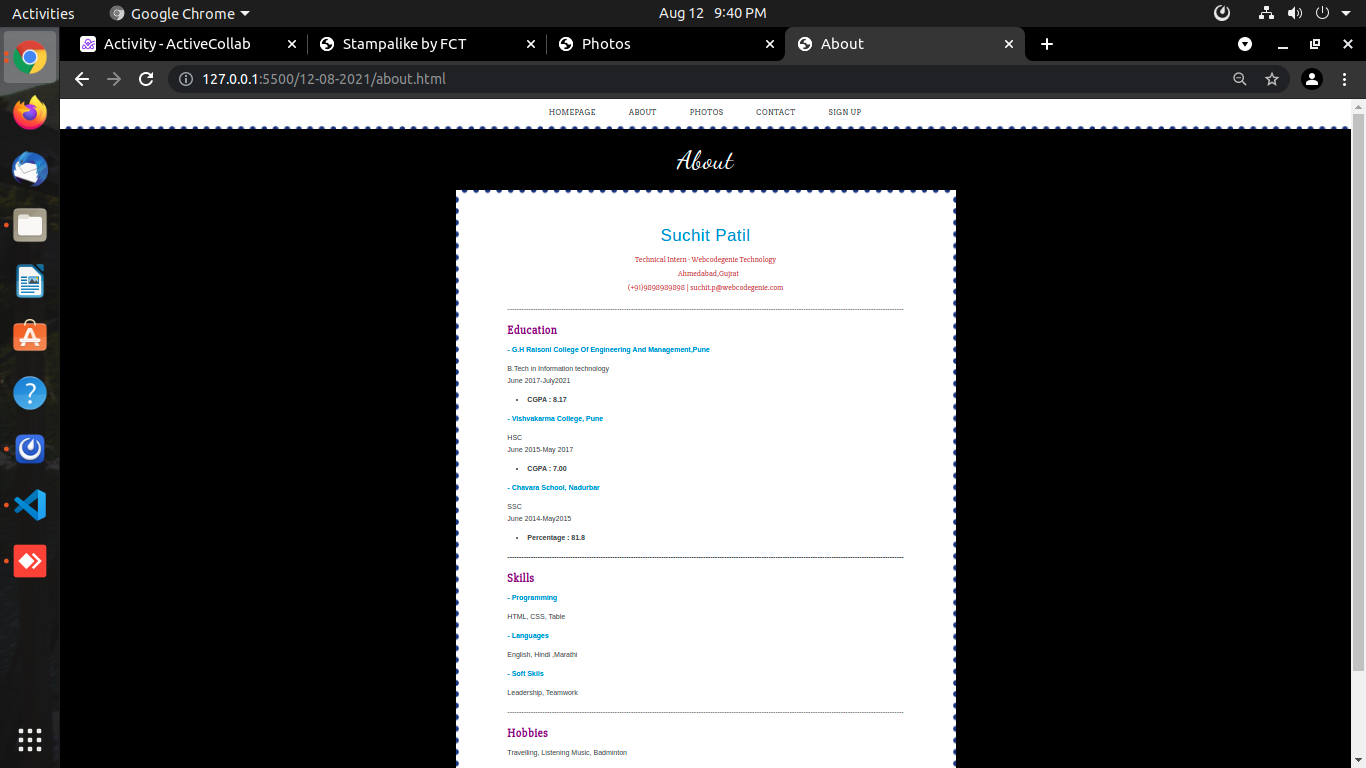 Activities
Google Chrome
Aug 12 9:40 PM
Activity - ActiveCollab
Stampalike by FCT
Photos
About
127.0.0.1:5500/12-08-2021/about.html
HOMEPAGE ABOUT PHOTOS CONTACT SIGN UP
About
Suchit Patil
Technical Intern - Webcodegenie Technology
Ahmedabad,Gujrat
(+91)9898989898 | suchit.p@webcodegenie.com
Education
- G.H Raisoni College Of Engineering And Management,Pune
B.Tech in Information technology
June 2017-July2021
• CGPA : 8.17
- Vishvakarma College, Pune
HSC
June 2015-May 2017
• CGPA : 7.00
- Chavara School, Nadurbar
SSC
June 2014-May2015
• Percentage : 81.8
Skills
- Programming
HTML, CSS, Table
- Languages
English, Hindi ,Marathi
- Soft Skils
Leadership, Teamwork
Hobbies
Travelling, Listening Music, Badminton